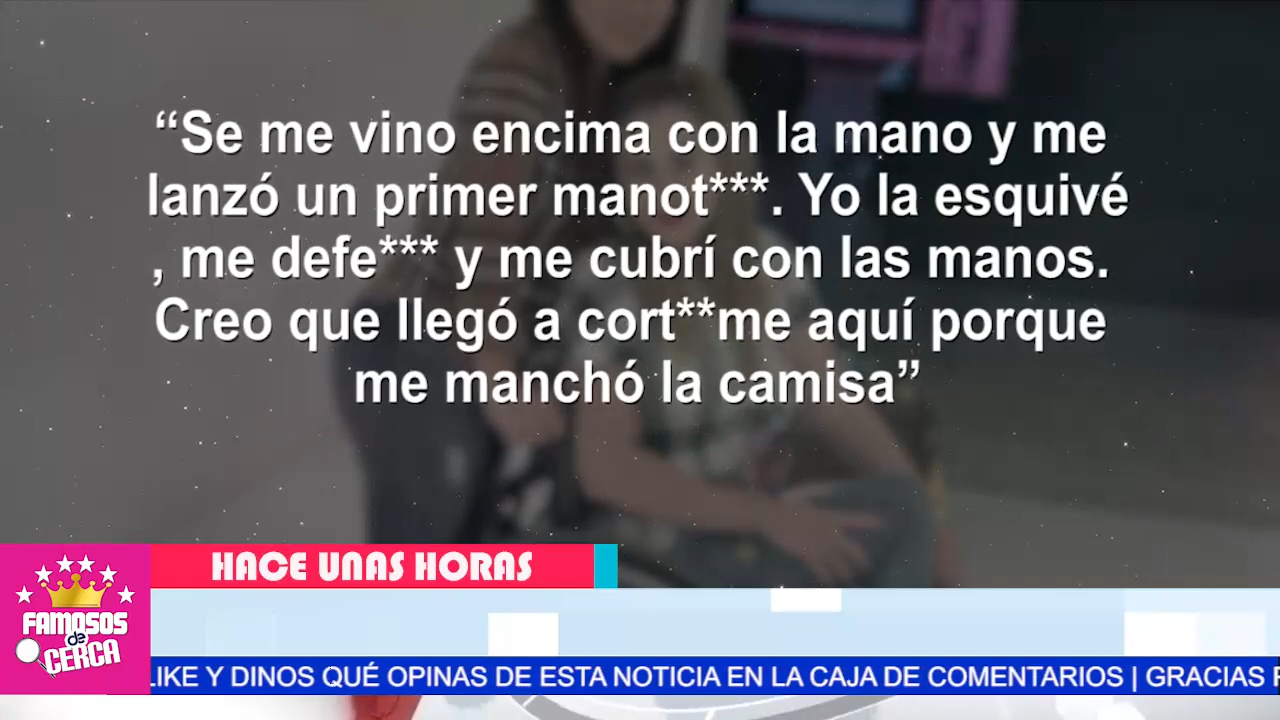 “Se me vino encima con la mano y me
lanzó un primer manot***. Yo la esquivé
, me defe*** y me cubrí con las manos.
Creo que llegó a cort**me aquí porque
me manchó la camisa”
HACE UNAS HORAS
FAMOSOS
de
CERCA
LIKE Y DINOS QUÉ OPINAS DE ESTA NOTICIA EN LA CAJA DE COMENTARIOS | GRACIAS